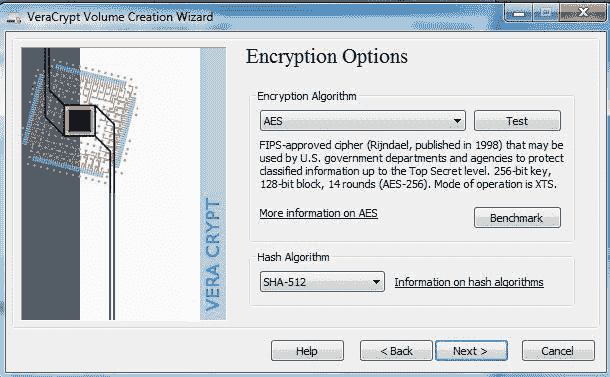 VeraCrypt Volume Creation Wizard
VERA CRYPT
Encryption Options
Encryption Algorithm
AES
Test
FIPS-approved cipher (Rijndael, published in 1998) that may be
used by U.S. government departments and agencies to protect
classified information up to the Top Secret level. 256-bit key,
128-bit block, 14 rounds (AES-256). Mode of operation is XTS.
More information on AES
Benchmark
Hash Algorithm
SHA-512
Information on hash algorithms
Help
< Back
Next >
Cancel